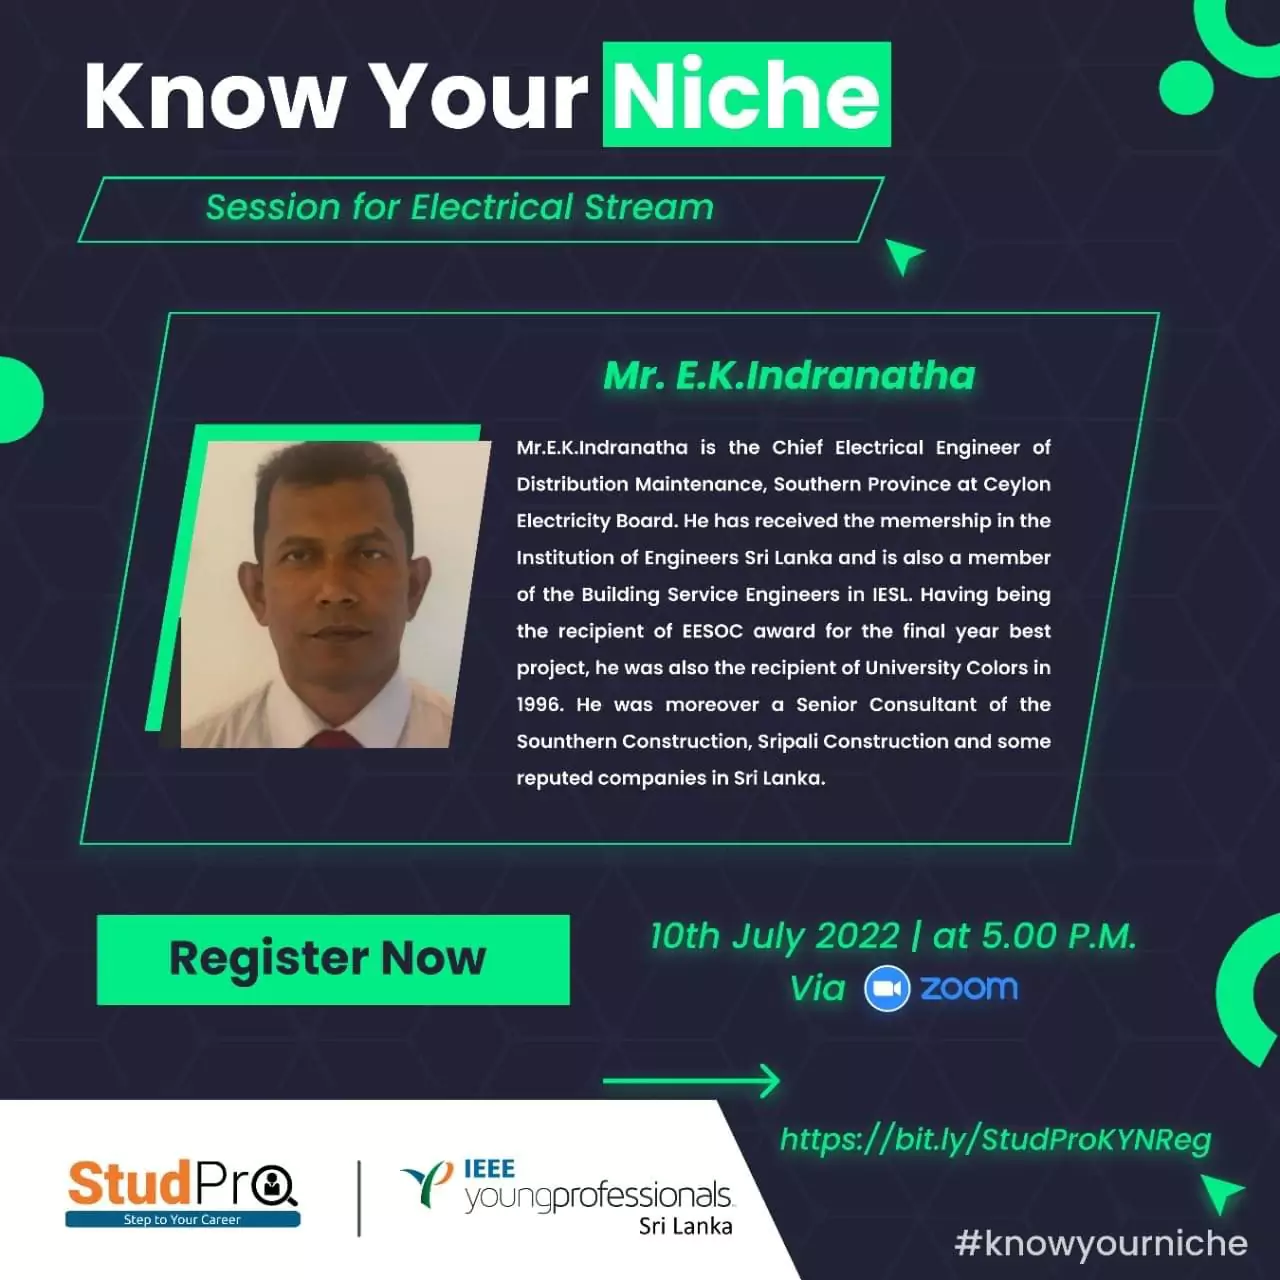 Know Your Niche
Session for Electrical Stream
Mr. E.K.Indranatha
Mr.E.K.Indranatha is the Chief Electrical Engineer of
Distribution Maintenance, Southern Province at Ceylon
Electricity Board. He has received the memership in the
Institution of Engineers Sri Lanka and is also a member
of the Building Service Engineers in IESL. Having being
the recipient of EESOC award for the final year best
project, he was also the recipient of University Colors in
1996. He was moreover a Senior Consultant of the
Sounthern Construction, Sripali Construction and some
reputed companies in Sri Lanka.
Register Now
10th July 2022 | at 5.00 P.M.
Via zoom
https://bit.ly/StudProKYNReg
StudPro
Step to Your Career
IEEE
youngprofessionals
Sri Lanka
#knowyourniche